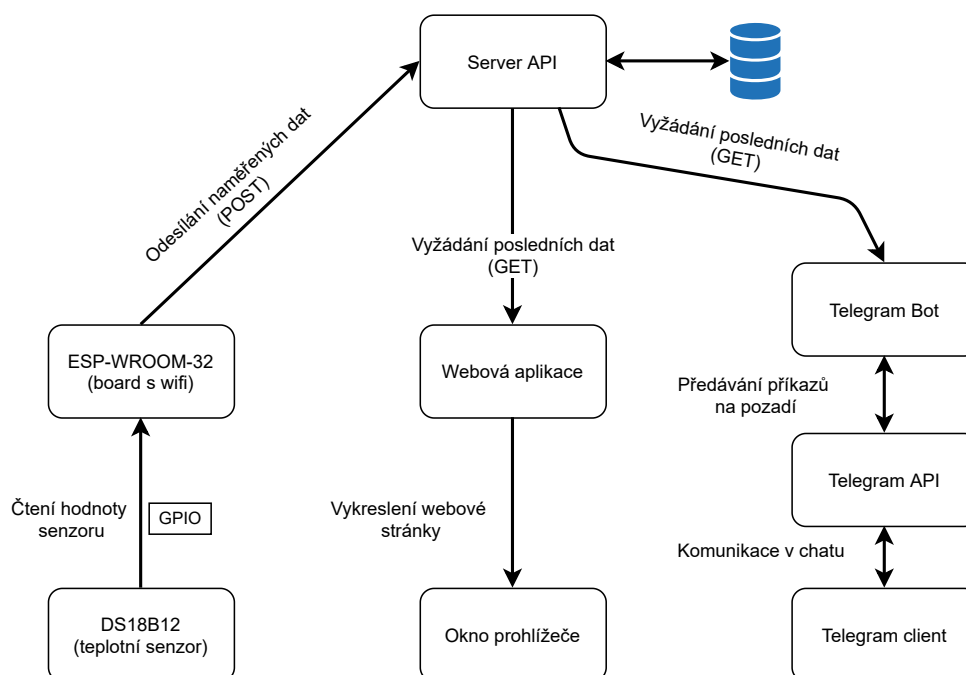 Server API
Odesílání naměřených dat
(POST)
Vyžádání posledních dat
(GET)
Vyžádání posledních dat
(GET)
Telegram Bot
ESP-WROOM-32
(board s wifi)
Webová aplikace
Předávání příkazů
na pozadí
Telegram API
Čtení hodnoty
senzoru
GPIO
Vykreslení webové
stránky
Komunikace v chatu
DS18B12
(teplotní senzor)
Okno prohlížeče
Telegram client